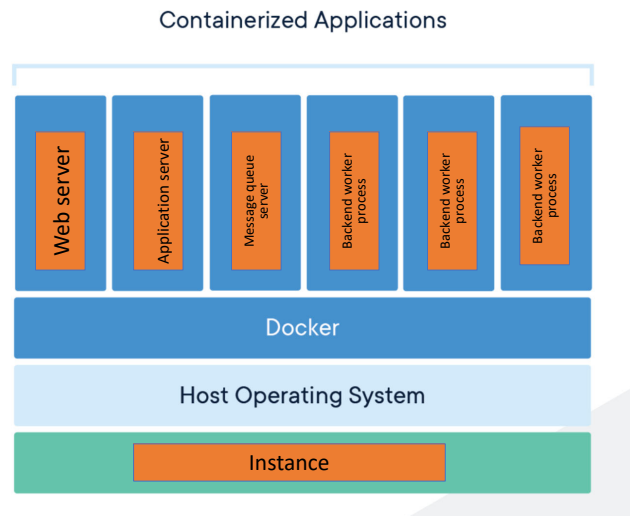 Containerized Applications
Web server
Application server
Message queue
server
Backend worker
process
Backend worker
process
Backend worker
process
Docker
Host Operating System
Instance